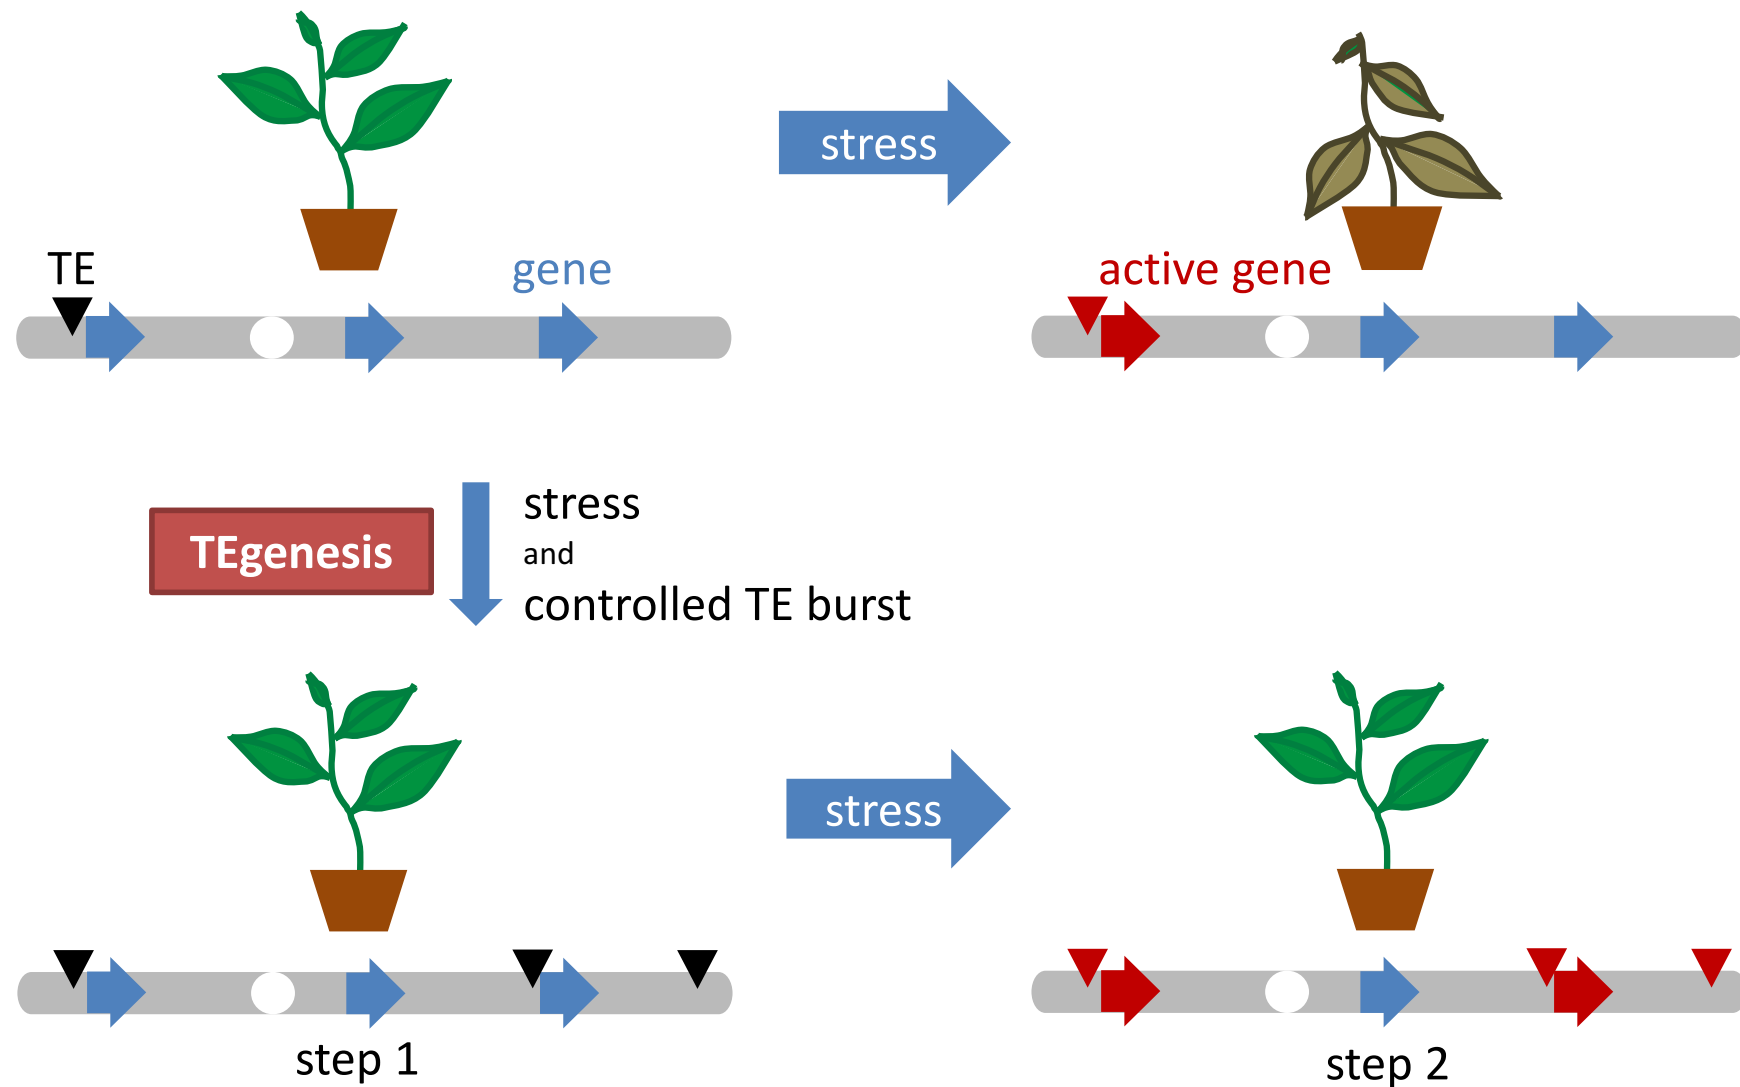 stress
TE
gene
active gene
TEgenesis
stress
and
controlled TE burst
stress
step 1
step 2